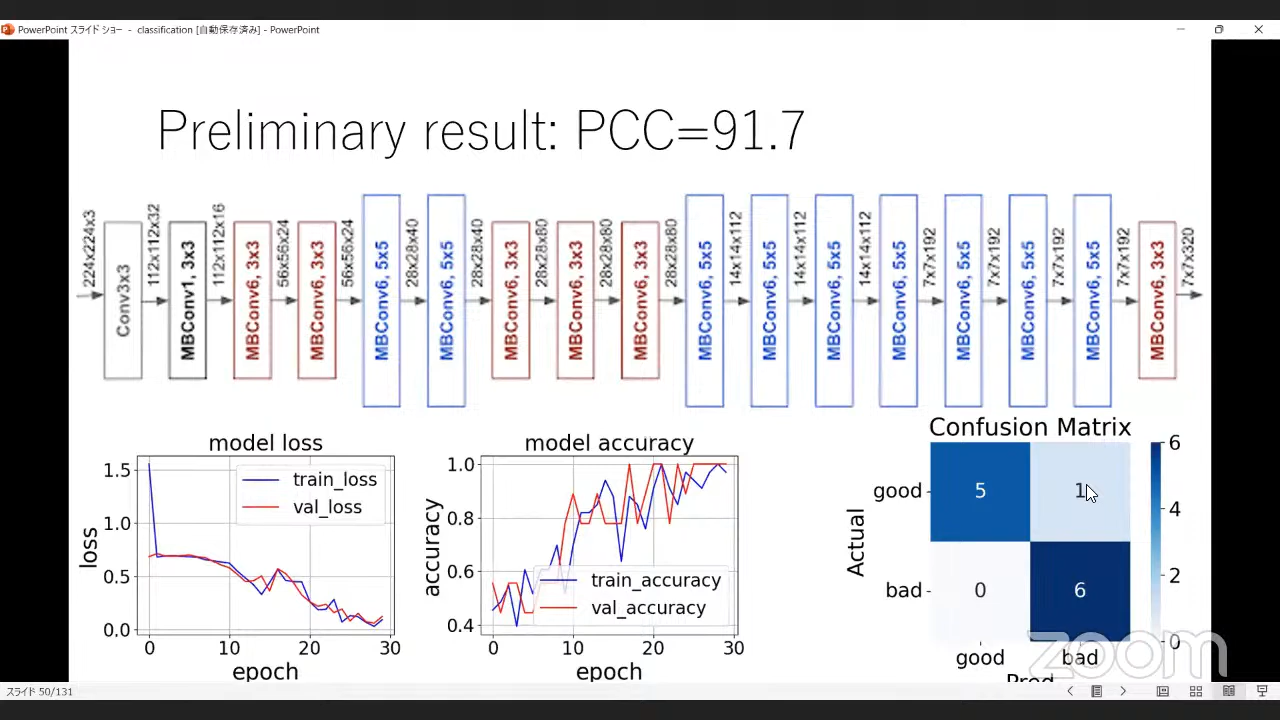 PowerPoint スライド ショー - classification [自動保存済み] - PowerPoint
Preliminary result: PCC=91.7
224x224x3
Conv3x3
112x112x32
MBConv1, 3x3
112x112x16
MBConv6, 3x3
56x56x24
MBConv6, 3x3
56x56x24
MBConv6, 5x5
28x28x40
MBConv6, 5x5
28x28x40
MBConv6, 3x3
28x28x80
MBConv6, 3x3
28x28x80
MBConv6, 3x3
28x28x80
MBConv6, 5x5
14x14x112
MBConv6, 5x5
14x14x112
MBConv6, 5x5
14x14x112
MBConv6, 5x5
7x7x192
MBConv6, 5x5
7x7x192
MBConv6, 5x5
7x7x192
MBConv6, 5x5
7x7x192
MBConv6, 3x3
7x7x320
model loss
loss
1.5
1.0
0.5
0.0
train_loss
val_loss
0 10 20 30
epoch
model accuracy
accuracy
1.0
0.8
0.6
0.4
train_accuracy
val_accuracy
0 10 20 30
epoch
Confusion Matrix
Actual
good 5 1
bad 0 6
good bad
6
4
2
0
zoom
スライド 50/131